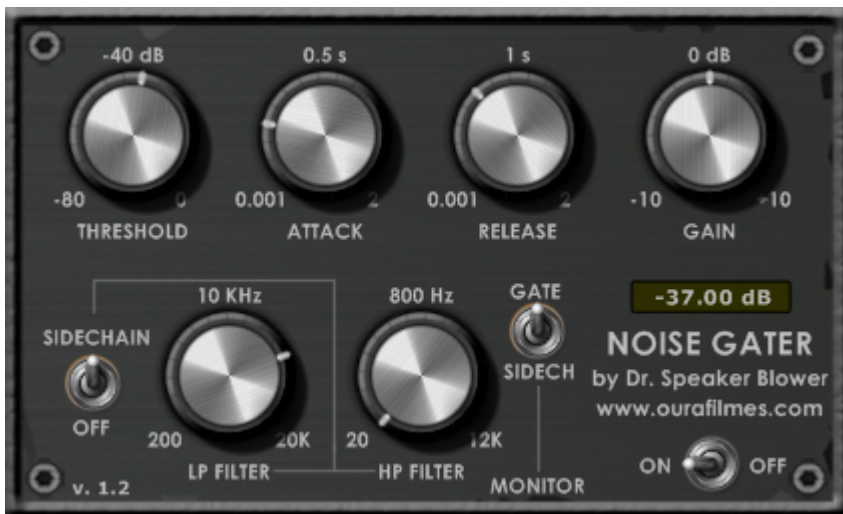 -40 dB 0.5 s 1 s 0 dB
-80 0 0.001 2 0.001 2 -10 +10
THRESHOLD ATTACK RELEASE GAIN
10 KHz 800 Hz GATE
-37.00 dB
SIDECHAIN
NOISE GATER
SIDECH
by Dr. Speaker Blower
www.ourafilmes.com
OFF
200 20K 20 12K
LP FILTER HP FILTER
ON OFF
v. 1.2
MONITOR